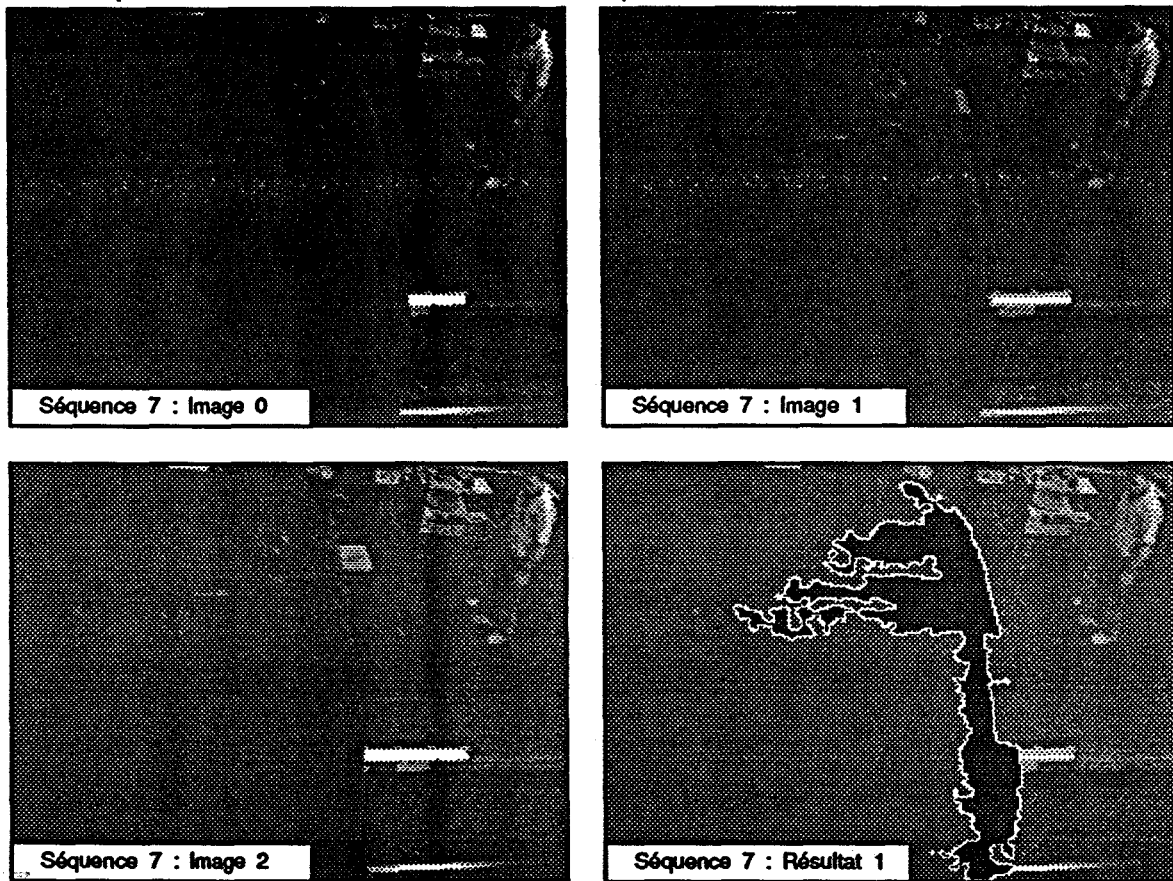 Séquence 7 : Image 0
Séquence 7 : Image 1
Séquence 7 : Image 2
Séquence 7 : Résultat 1